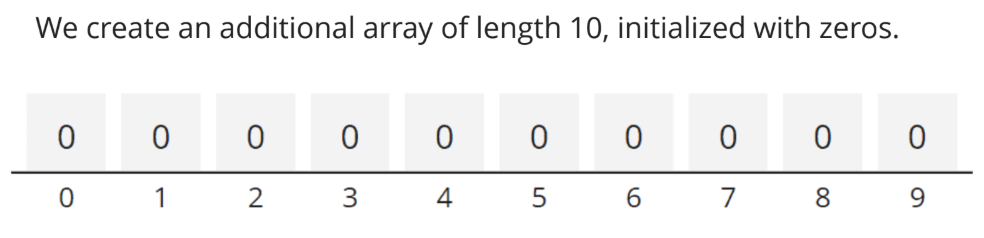 We create an additional array of length 10, initialized with zeros.
0 0 0 0 0 0 0 0 0 0
0 1 2 3 4 5 6 7 8 9